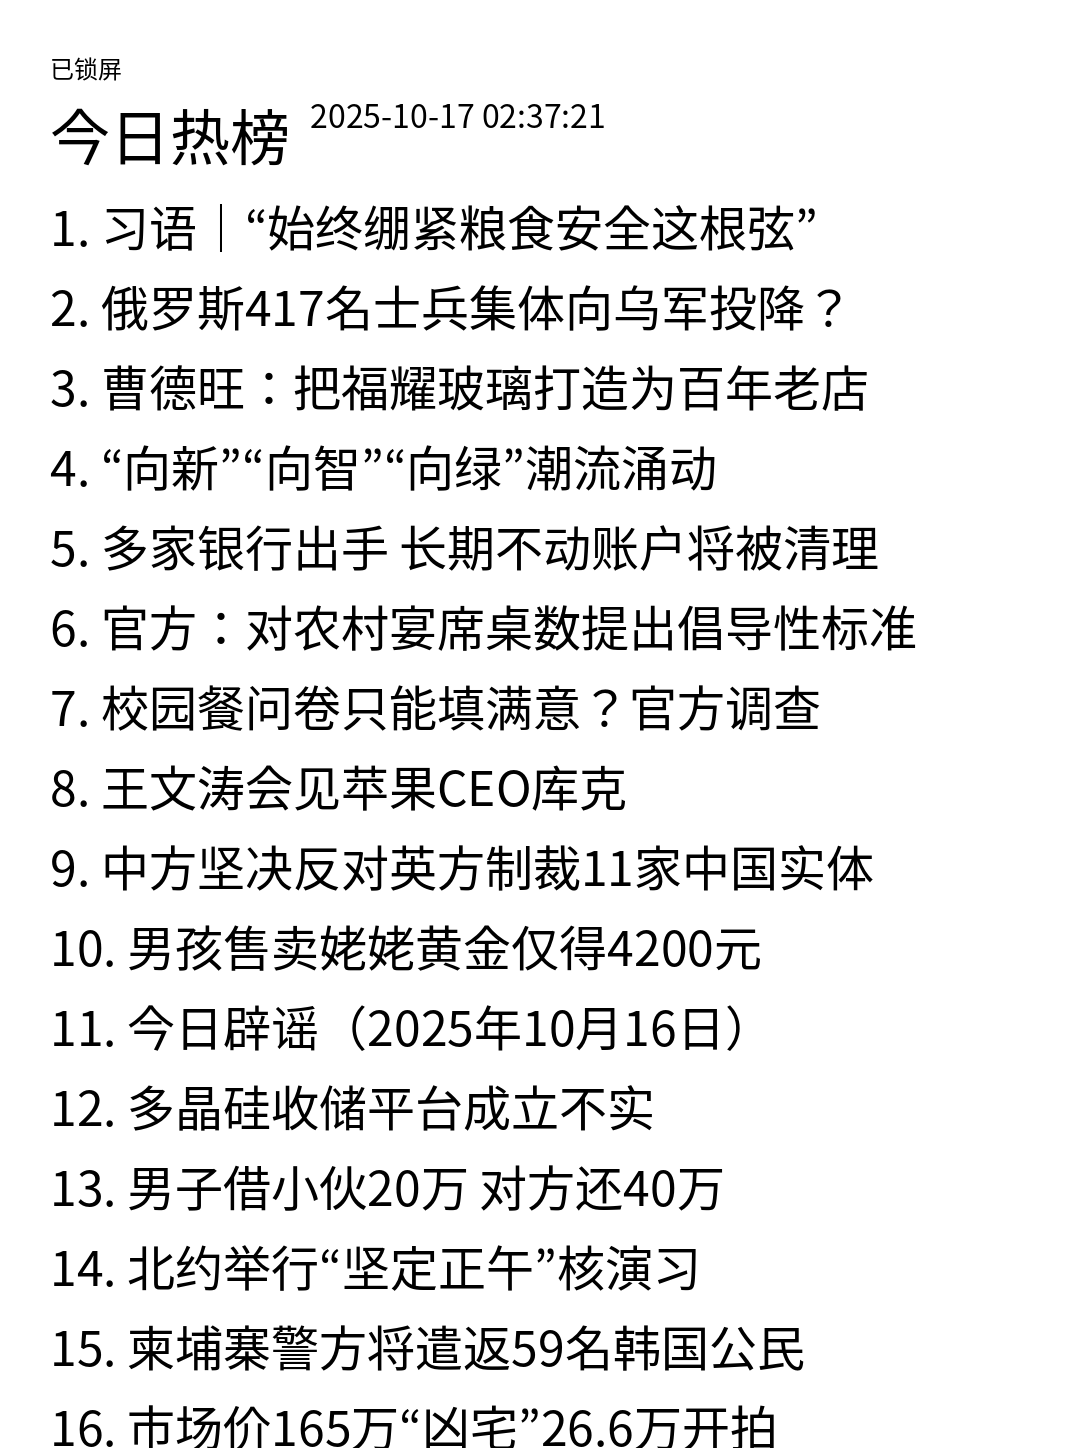 已锁屏
今日热榜 2025-10-17 02:37:21
1. 习语｜“始终绷紧粮食安全这根弦”
2. 俄罗斯417名士兵集体向乌军投降？
3. 曹德旺：把福耀玻璃打造为百年老店
4. “向新”“向智”“向绿”潮流涌动
5. 多家银行出手 长期不动账户将被清理
6. 官方：对农村宴席桌数提出倡导性标准
7. 校园餐问卷只能填满意？官方调查
8. 王文涛会见苹果CEO库克
9. 中方坚决反对英方制裁11家中国实体
10. 男孩售卖姥姥黄金仅得4200元
11. 今日辟谣（2025年10月16日）
12. 多晶硅收储平台成立不实
13. 男子借小伙20万 对方还40万
14. 北约举行“坚定正午”核演习
15. 柬埔寨警方将遣返59名韩国公民
16. 市场价165万“凶宅”26.6万开拍